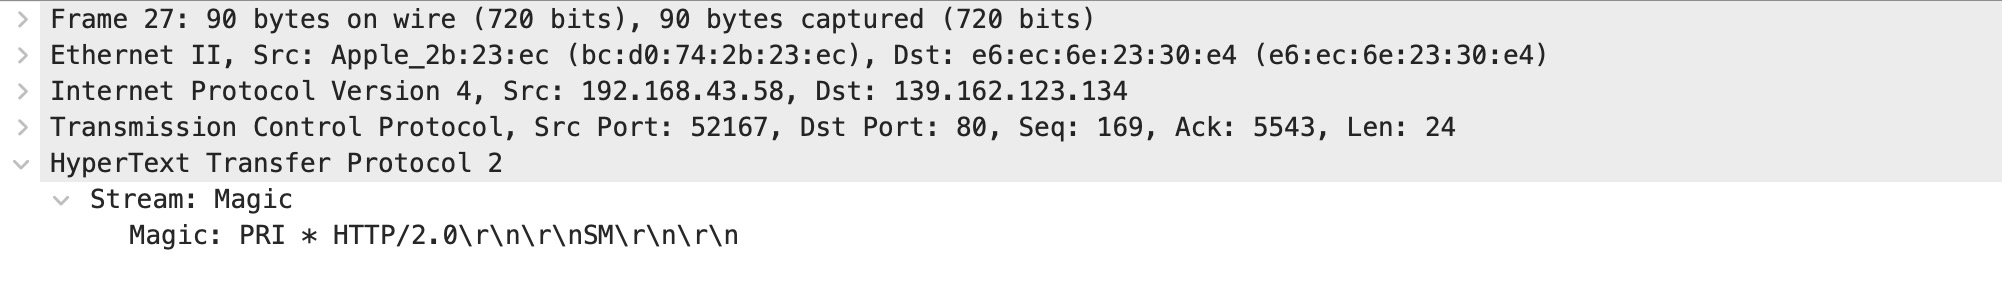 Frame 27: 90 bytes on wire (720 bits), 90 bytes captured (720 bits)
Ethernet II, Src: Apple_2b:23:ec (bc:d0:74:2b:23:ec), Dst: e6:ec:6e:23:30:e4 (e6:ec:6e:23:30:e4)
Internet Protocol Version 4, Src: 192.168.43.58, Dst: 139.162.123.134
Transmission Control Protocol, Src Port: 52167, Dst Port: 80, Seq: 169, Ack: 5543, Len: 24
HyperText Transfer Protocol 2
Stream: Magic
Magic: PRI * HTTP/2.0\r\n\r\nSM\r\n\r\n